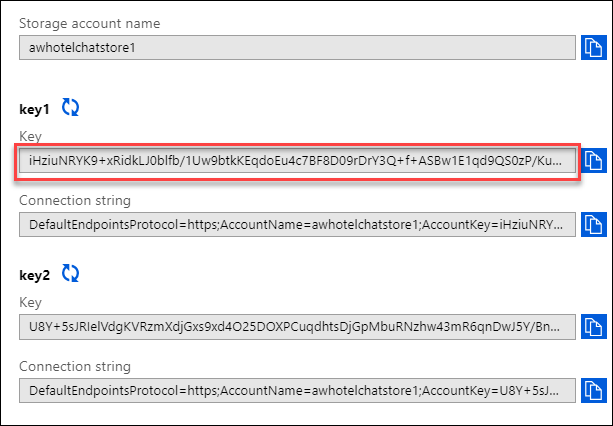 Storage account name
awhotelchatstore1
key1
Key
iHziuNRYK9+xRidkLJ0blfb/1Uw9btkKEqdoEu4c7BF8D09rDrY3Q+f+ASBw1E1qd9QS0zP/Ku...
Connection string
DefaultEndpointsProtocol=https;AccountName=awhotelchatstore1;AccountKey=iHziuNRY...
key2
Key
U8Y+5sJRIelVdgKVRzmXdjGxs9xd4O25DOXPCuqdhtsDjGpMbuRNzhw43mR6qnDwJ5Y/Bn...
Connection string
DefaultEndpointsProtocol=https;AccountName=awhotelchatstore1;AccountKey=U8Y+5sJ...